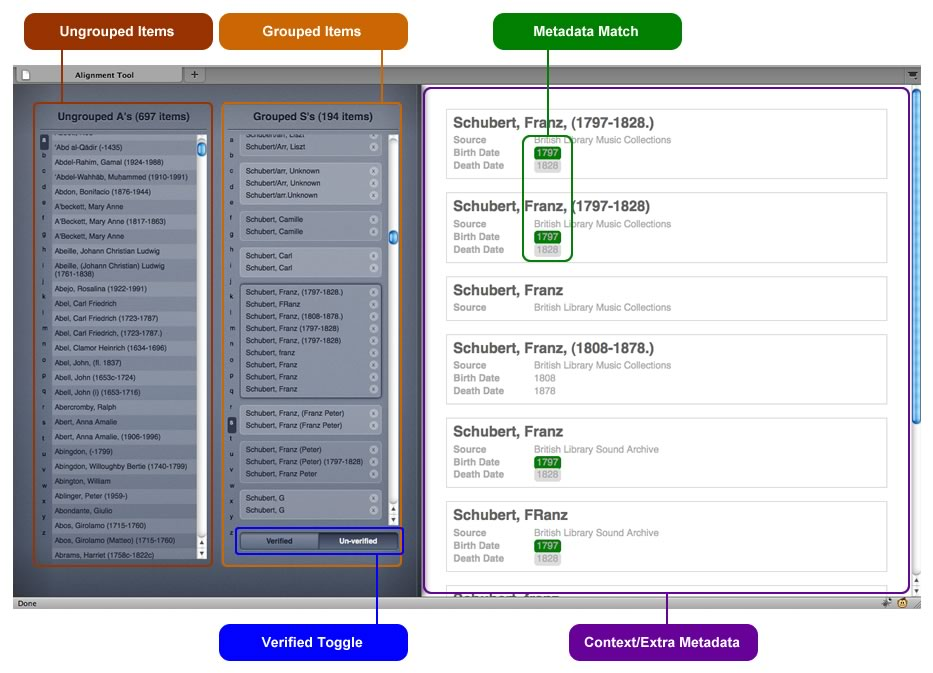 Ungrouped Items
Grouped Items
Metadata Match
Alignment Tool
+
Ungrouped A's (697 items)
a
b
c
d
e
f
g
h
i
j
k
l
m
n
o
p
q
r
s
t
u
v
w
x
y
z
'Abd al-Qādir (-1435)
Abdel-Rahim, Gamal (1924-1988)
'Abdel-Wahhāb, Muhammed (1910-1991)
Abdon, Bonifacio (1876-1944)
A'beckett, Mary Anne
A'Beckett, Mary Anne (1817-1863)
A'Beckett, Mary Anne
Abeille, Johann Christian Ludwig
Abeille, (Johann Christian) Ludwig
(1761-1838)
Abejo, Rosalina (1922-1991)
Abel, Carl Friedrich
Abel, Carl Friedrich (1723-1787)
Abel, Carl Friedrich, (1723-1787.)
Abel, Clamor Heinrich (1634-1696)
Abel, John, (fl. 1837)
Abell, John (1653c-1724)
Abell, John (i) (1653-1716)
Abercromby, Ralph
Abert, Anna Amalie
Abert, Anna Amalie, (1906-1996)
Abingdon, (-1799)
Abingdon, Willoughby Bertie (1740-1799)
Abington, William
Ablinger, Peter (1959-)
Abondante, Giulio
Abos, Girolamo (1715-1760)
Abos, Girolamo (Matteo) (1715-1760)
Abrams, Harriet (1758c-1822c)
Grouped S's (194 items)
a
b
c
d
e
f
g
h
i
j
k
l
m
n
o
p
q
r
s
t
u
v
w
x
y
z
Schubert/Arr, Liszt
Schubert/Arr, Liszt
Schubert/arr, Unknown
Schubert/Arr, Unknown
Schubert/arr.Unknown
Schubert, Camille
Schubert, Camille
Schubert, Carl
Schubert, Carl
Schubert, Franz, (1797-1828.)
Schubert, FRanz
Schubert, Franz, (1808-1878.)
Schubert, Franz (1797-1828)
Schubert, Franz, (1797-1828)
Schubert, franz
Schubert, Franz
Schubert, Franz
Schubert, Franz
Schubert, Franz, (Franz Peter)
Schubert, Franz (Franz Peter)
Schubert, Franz (Peter)
Schubert, Franz (Peter) (1797-1828)
Schubert, Franz Peter
Schubert, G
Schubert, G
Verified
Un-verified
Schubert, Franz, (1797-1828.)
Source British Library Music Collections
Birth Date 1797
Death Date 1828
Schubert, Franz, (1797-1828)
Source British Library Music Collections
Birth Date 1797
Death Date 1828
Schubert, Franz
Source British Library Music Collections
Schubert, Franz, (1808-1878.)
Source British Library Music Collections
Birth Date 1808
Death Date 1878
Schubert, Franz
Source British Library Sound Archive
Birth Date 1797
Death Date 1828
Schubert, FRanz
Source British Library Sound Archive
Birth Date 1797
Death Date 1828
Schubert, franz
Done
Verified Toggle
Context/Extra Metadata